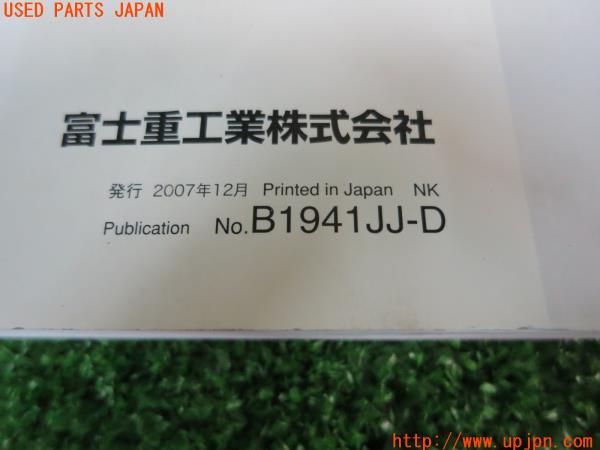 USED PARTS JAPAN
富士重工業株式会社
発行 2007年12月 Printed in Japan NK
Publication No.B1941JJ-D
http://www.upjpn.com/